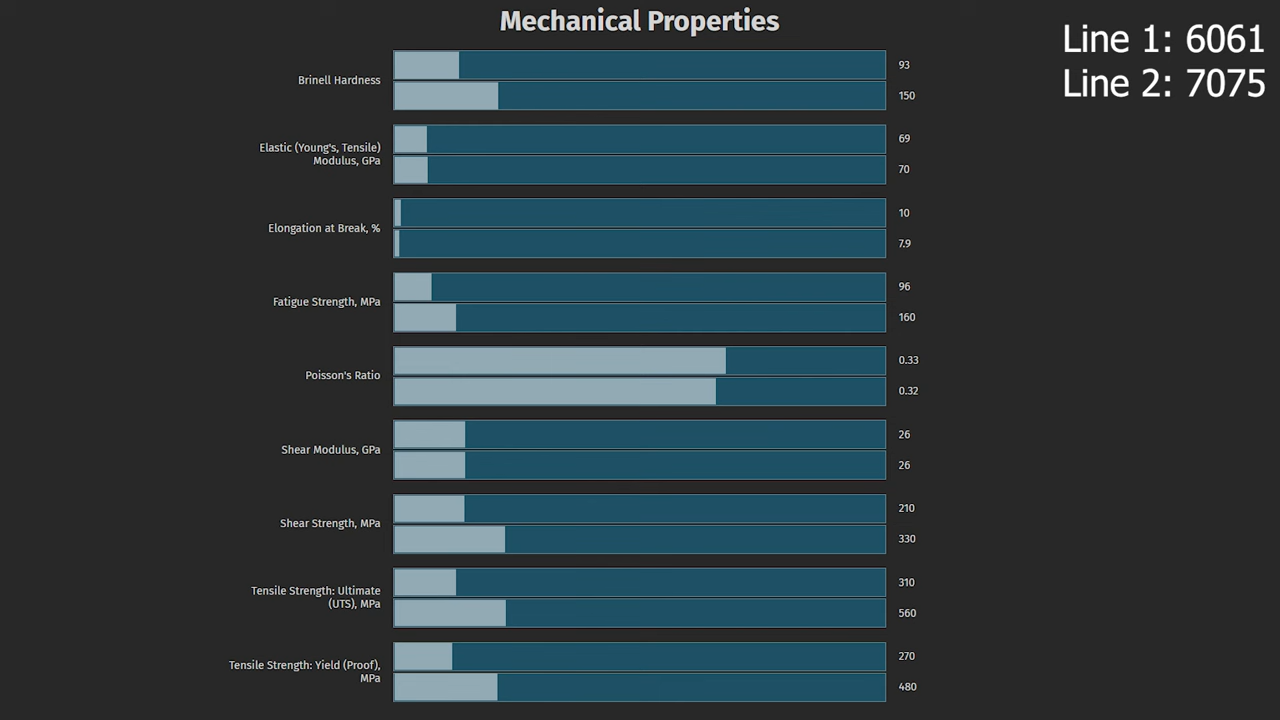 Mechanical Properties
Line 1: 6061
Line 2: 7075
Brinell Hardness
93
150
Elastic (Young's, Tensile)
Modulus, GPa
69
70
Elongation at Break, %
10
7.9
Fatigue Strength, MPa
96
160
Poisson's Ratio
0.33
0.32
Shear Modulus, GPa
26
26
Shear Strength, MPa
210
330
Tensile Strength: Ultimate
(UTS), MPa
310
560
Tensile Strength: Yield (Proof),
MPa
270
480